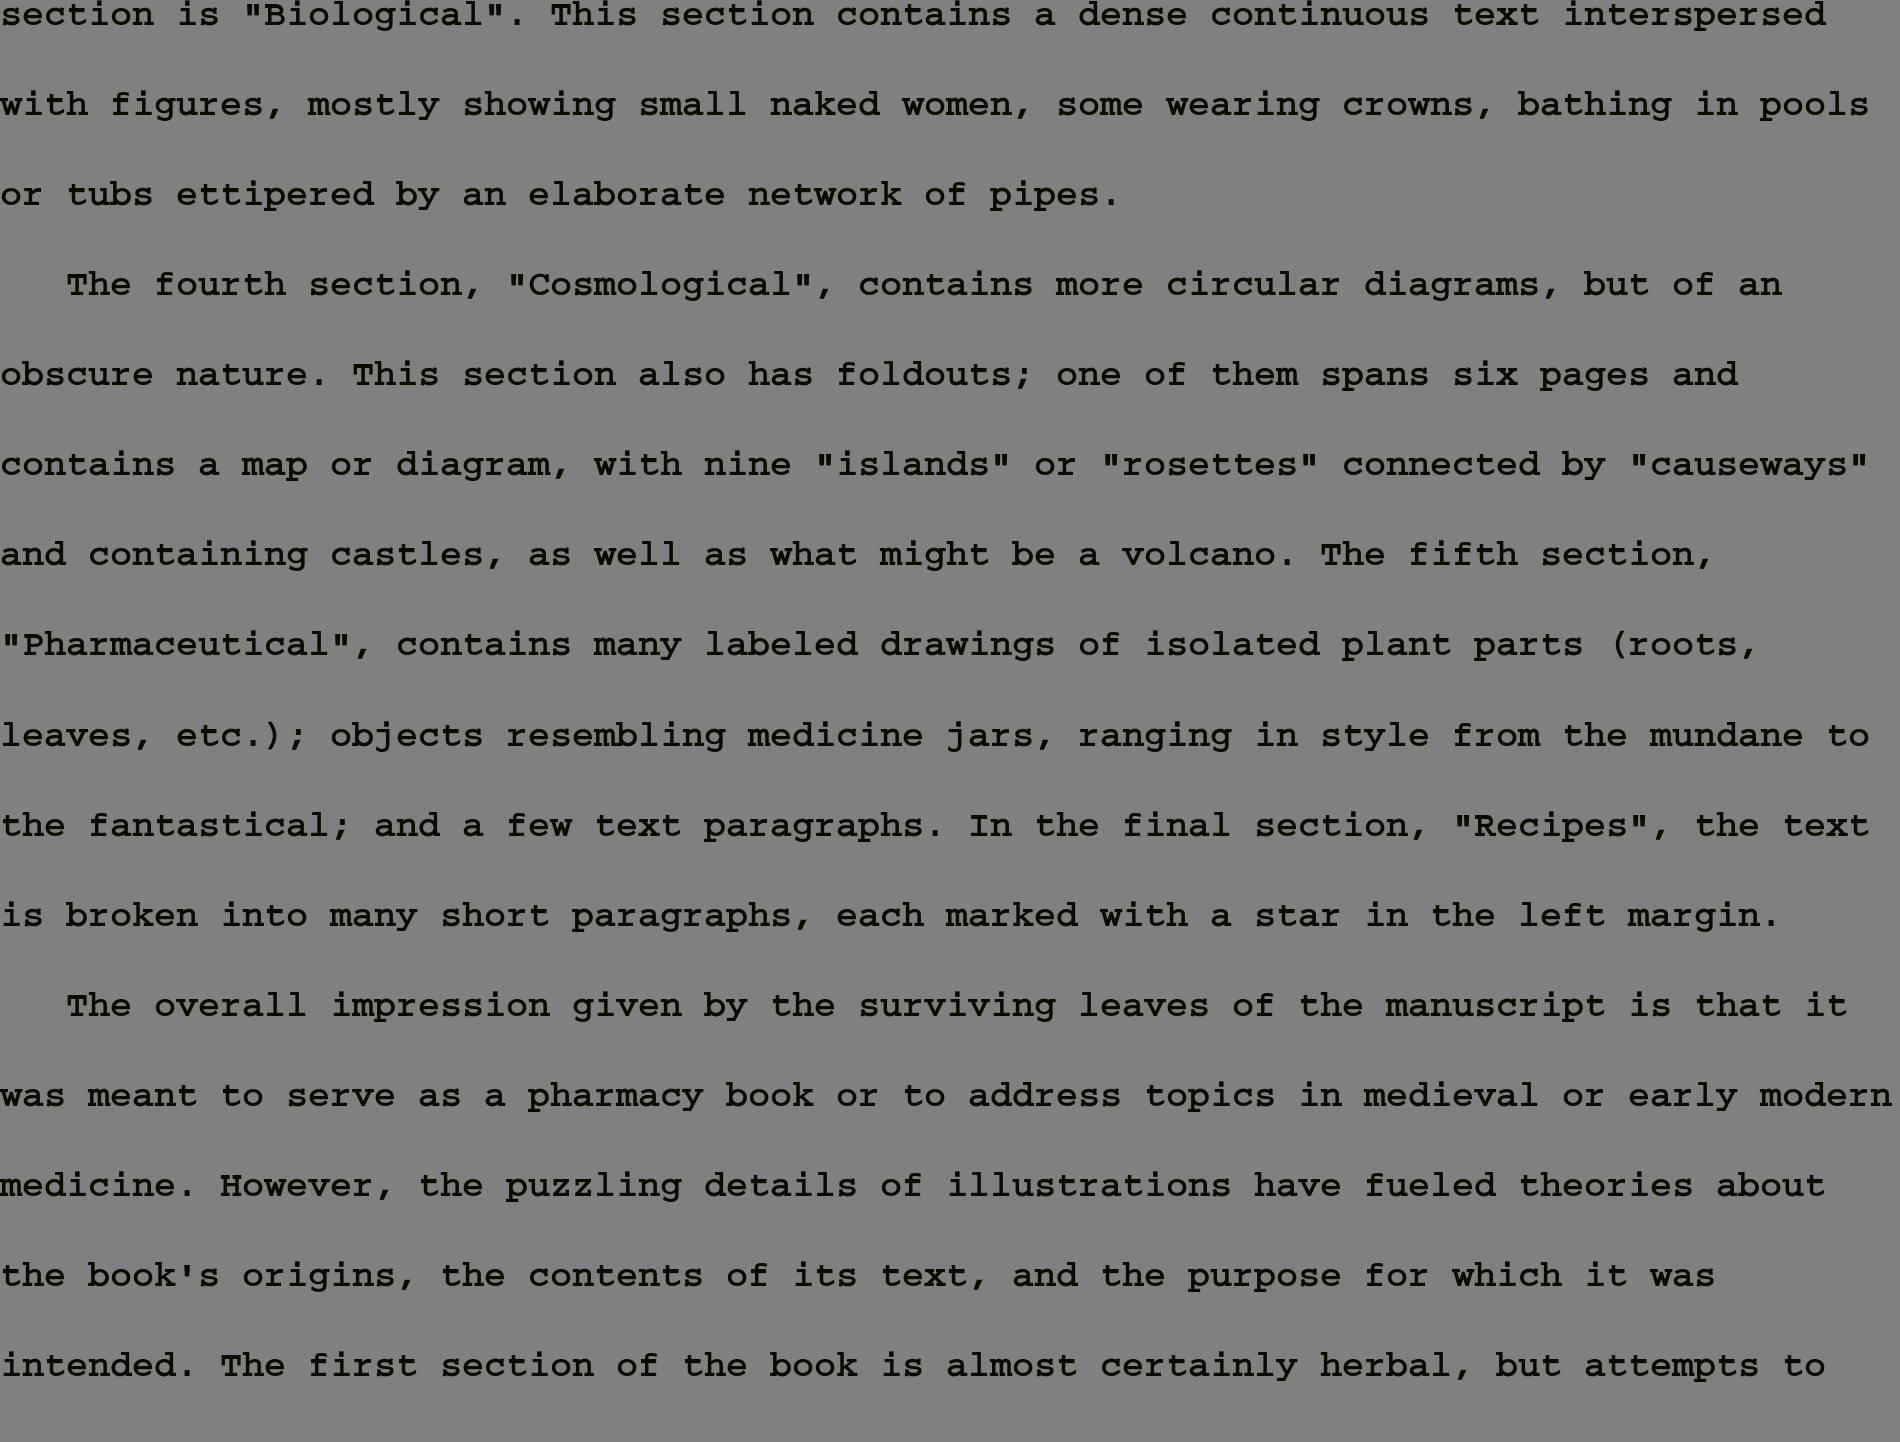 section is "Biological". This section contains a dense continuous text interspersed
with figures, mostly showing small naked women, some wearing crowns, bathing in pools
or tubs ettipered by an elaborate network of pipes.
The fourth section, "Cosmological", contains more circular diagrams, but of an
obscure nature. This section also has foldouts; one of them spans six pages and
contains a map or diagram, with nine "islands" or "rosettes" connected by "causeways"
and containing castles, as well as what might be a volcano. The fifth section,
"Pharmaceutical", contains many labeled drawings of isolated plant parts (roots,
leaves, etc.); objects resembling medicine jars, ranging in style from the mundane to
the fantastical; and a few text paragraphs. In the final section, "Recipes", the text
is broken into many short paragraphs, each marked with a star in the left margin.
The overall impression given by the surviving leaves of the manuscript is that it
was meant to serve as a pharmacy book or to address topics in medieval or early modern
medicine. However, the puzzling details of illustrations have fueled theories about
the book's origins, the contents of its text, and the purpose for which it was
intended. The first section of the book is almost certainly herbal, but attempts to